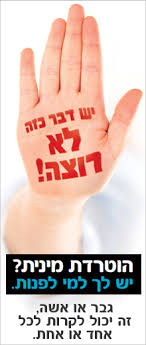 יש דבר כזה
לא
רוצה!
הוטרדת מינית?
יש לך למי לפנות.
גבר או אשה,
זה יכול לקרות לכל
אחד או אחת.